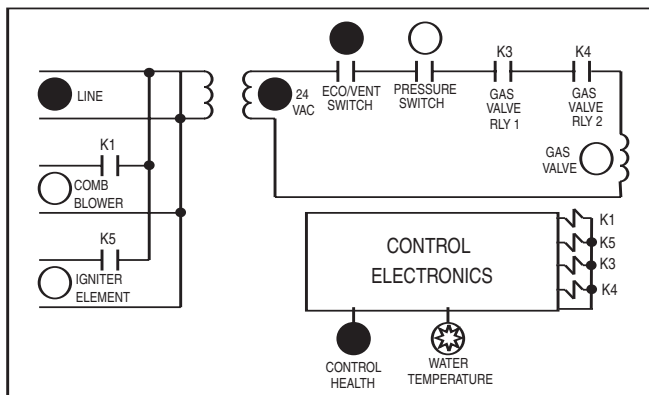 LINE
K1
COMB
BLOWER
K5
IGNITER
ELEMENT
24
VAC
ECO/VENT
SWITCH
PRESSURE
SWITCH
K3
GAS
VALVE
RLY 1
K4
GAS
VALVE
RLY 2
GAS
VALVE
CONTROL
ELECTRONICS
K1
K5
K3
K4
CONTROL
HEALTH
WATER
TEMPERATURE